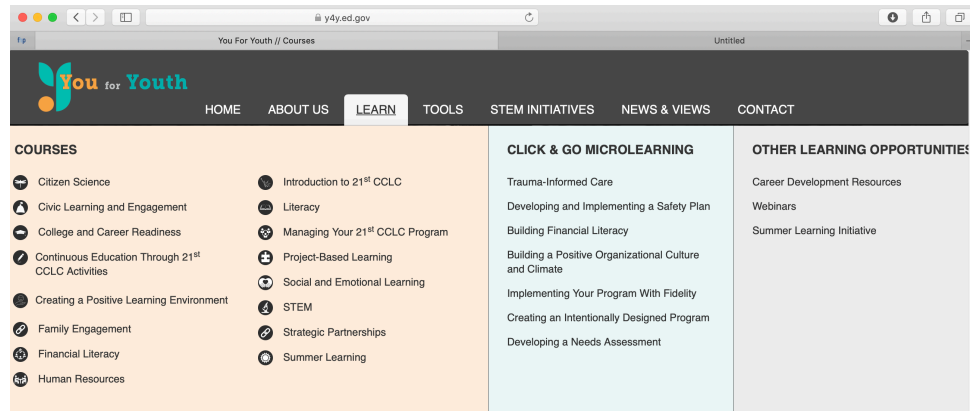 y4y.ed.gov
You For Youth // Courses
Untitled
You for Youth
HOME ABOUT US LEARN TOOLS STEM INITIATIVES NEWS & VIEWS CONTACT
COURSES
Citizen Science
Civic Learning and Engagement
College and Career Readiness
Continuous Education Through 21st
CCLC Activities
Creating a Positive Learning Environment
Family Engagement
Financial Literacy
Human Resources
Introduction to 21st CCLC
Literacy
Managing Your 21st CCLC Program
Project-Based Learning
Social and Emotional Learning
STEM
Strategic Partnerships
Summer Learning
CLICK & GO MICROLEARNING
Trauma-Informed Care
Developing and Implementing a Safety Plan
Building Financial Literacy
Building a Positive Organizational Culture
and Climate
Implementing Your Program With Fidelity
Creating an Intentionally Designed Program
Developing a Needs Assessment
OTHER LEARNING OPPORTUNITIES
Career Development Resources
Webinars
Summer Learning Initiative